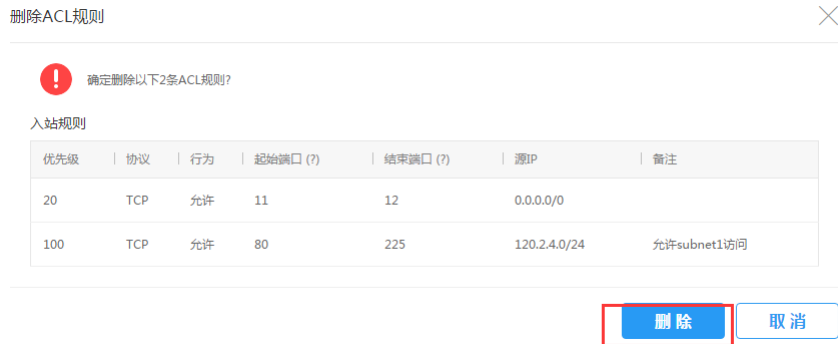 删除ACL规则
确定删除以下2条ACL规则?
入站规则
优先级 协议 行为 起始端口 (?) 结束端口 (?) 源IP 备注
20 TCP 允许 11 12 0.0.0.0/0
100 TCP 允许 80 225 120.2.4.0/24 允许subnet1访问
删除 取消